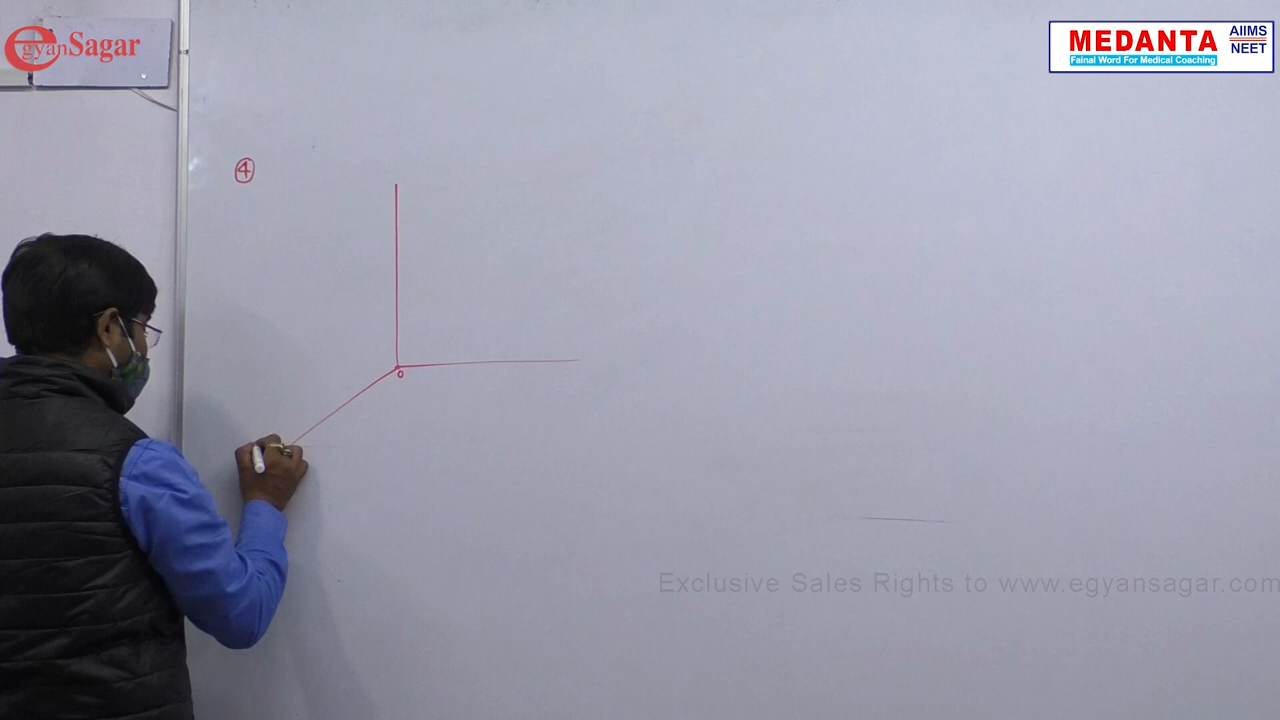 egyanSagar
MEDANTA
Fainal Word For Medical Coaching
AIIMS
NEET
4
o
Exclusive Sales Rights to www.egyansagar.com